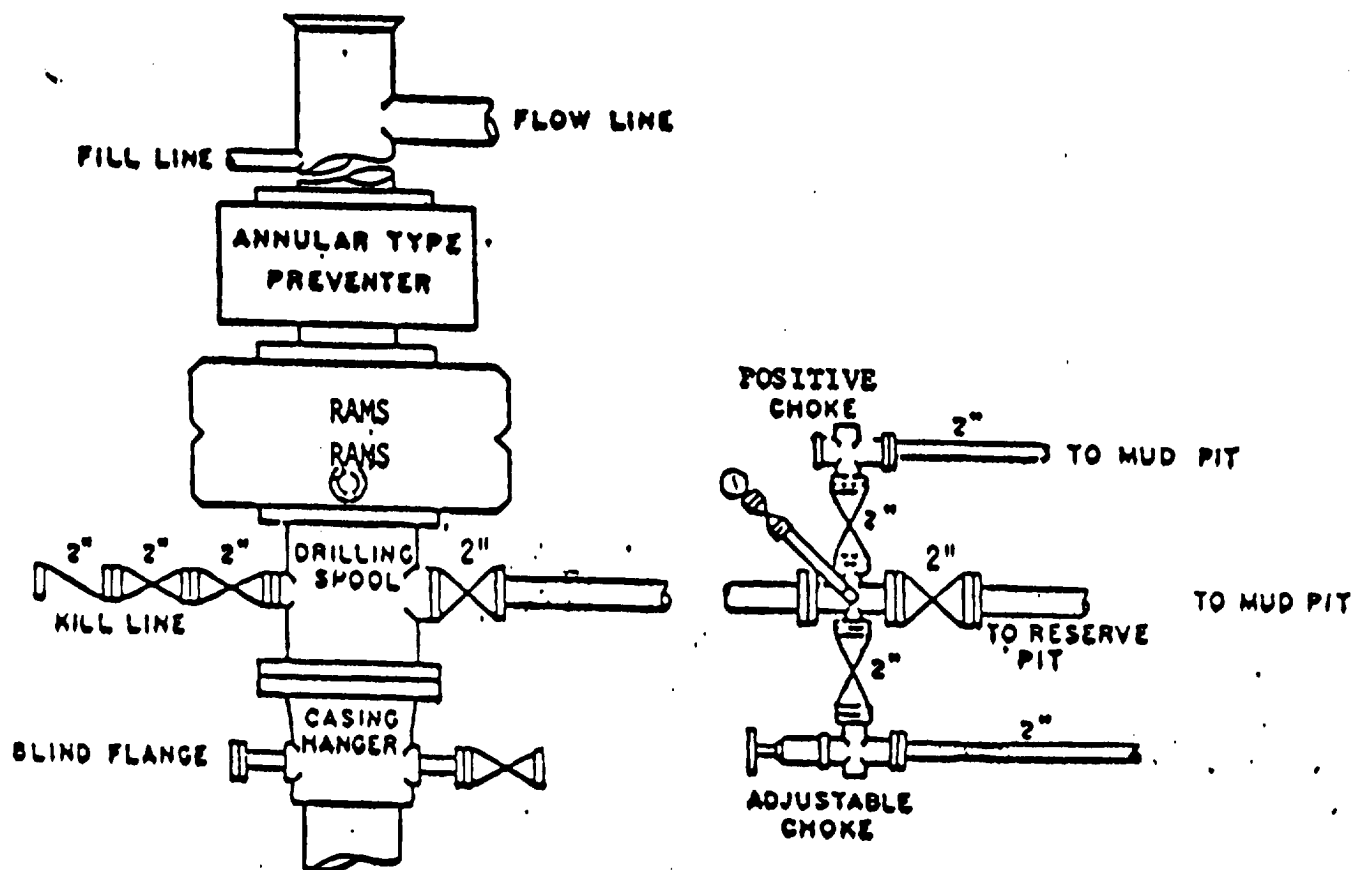 FLOW LINE
FILL LINE
ANNULAR TYPE
PREVENTER
RAMS
RAMS
DRILLING
SPOOL
2"
2"
2"
2"
KILL LINE
CASING
HANGER
BLIND FLANGE
POSITIVE
CHOKE
2"
TO MUD PIT
2"
2"
TO MUD PIT
TO RESERVE
PIT
2"
2"
ADJUSTABLE
CHOKE